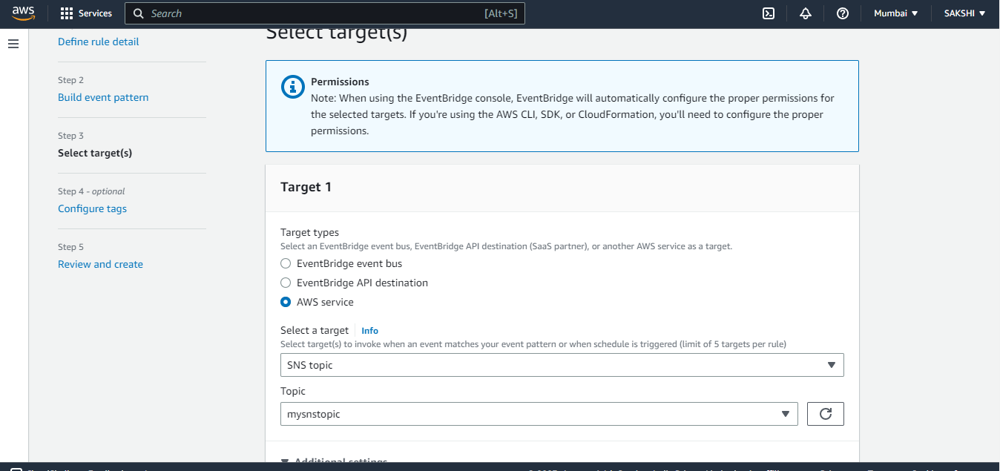 aws
Services
Search
[Alt+S]
Mumbai
SAKSHI
Select target(s)
Define rule detail
Step 2
Build event pattern
Step 3
Select target(s)
Step 4 - optional
Configure tags
Step 5
Review and create
Permissions
Note: When using the EventBridge console, EventBridge will automatically configure the proper permissions for
the selected targets. If you're using the AWS CLI, SDK, or CloudFormation, you'll need to configure the proper
permissions.
Target 1
Target types
Select an EventBridge event bus, EventBridge API destination (SaaS partner), or another AWS service as a target.
EventBridge event bus
EventBridge API destination
AWS service
Select a target Info
Select target(s) to invoke when an event matches your event pattern or when schedule is triggered (limit of 5 targets per rule)
SNS topic
Topic
mysnstopic
Additional settings